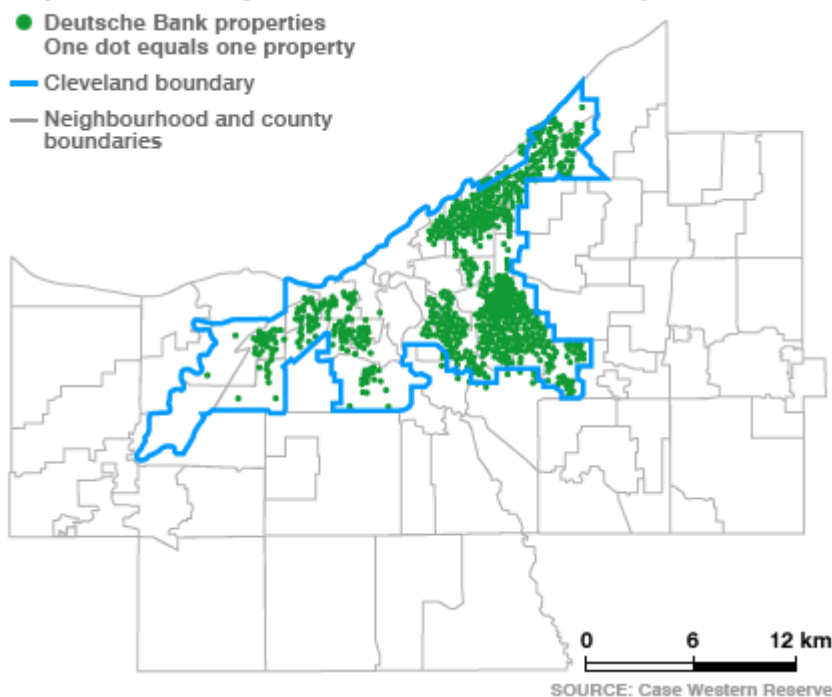 Deutsche Bank properties
One dot equals one property
Cleveland boundary
Neighbourhood and county
boundaries
0 6 12 km
SOURCE: Case Western Reserve